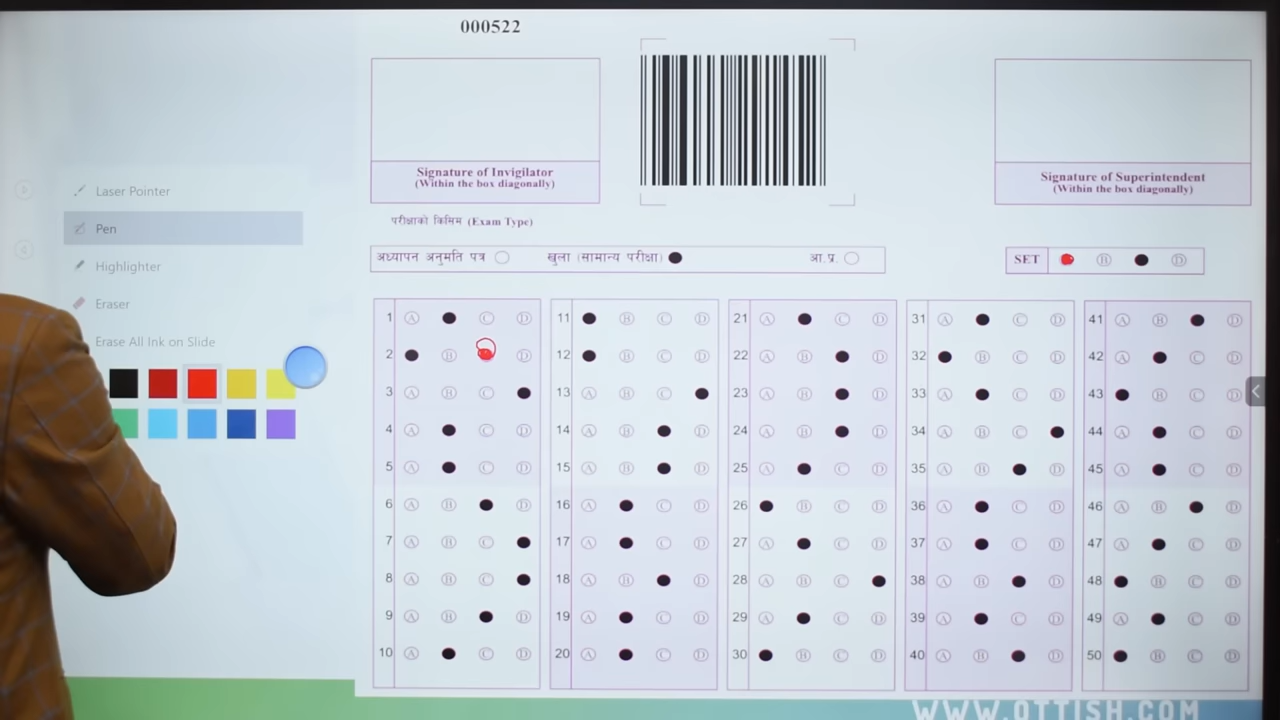 000522
Signature of Invigilator
(Within the box diagonally)
Signature of Superintendent
(Within the box diagonally)
Laser Pointer
Pen
Highlighter
Eraser
Erase All Ink on Slide
परीक्षाको किसिम (Exam Type)
अध्यापन अनुमति पत्र खुला (सामान्य परीक्षा) आ.प्र.
SET B D
1 A C D
2 B D
3 A B C
4 A C D
5 A C D
6 A B D
7 A B C
8 A B C
9 A B D
10 A C D
11 B C D
12 B C D
13 A B C
14 A B D
15 A B D
16 A C D
17 A C D
18 A B D
19 A C D
20 A C D
21 A C D
22 A B D
23 A B D
24 A B D
25 A C D
26 B C D
27 A C D
28 A B C
29 A C D
30 B C D
31 A C D
32 B C D
33 A C D
34 A B C
35 A B D
36 A C D
37 A C D
38 A B D
39 A C D
40 A B D
41 A B D
42 A C D
43 B C D
44 A C D
45 A C D
46 A B D
47 A C D
48 B C D
49 A C D
50 B C D
WWW.OTTISH.COM